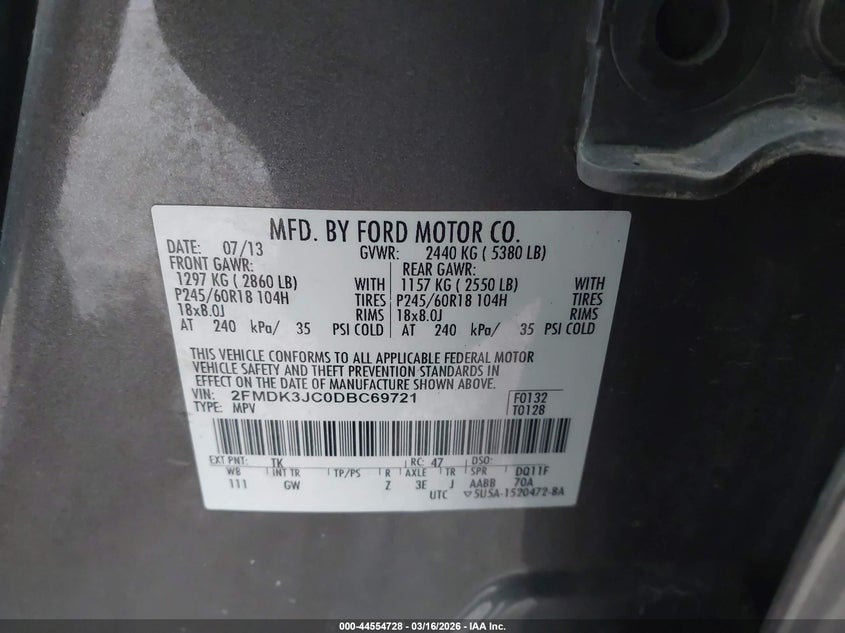 MFD. BY FORD MOTOR CO.
DATE: 07/13 GVWR: 2440 KG ( 5380 LB)
FRONT GAWR: REAR GAWR:
1297 KG ( 2860 LB) WITH 1157 KG ( 2550 LB) WITH
P245/60R18 104H TIRES P245/60R18 104H TIRES
18x8.0J RIMS 18x8.0J RIMS
AT 240 kPa/ 35 PSI COLD AT 240 kPa/ 35 PSI COLD
THIS VEHICLE CONFORMS TO ALL APPLICABLE FEDERAL MOTOR
VEHICLE SAFETY AND THEFT PREVENTION STANDARDS IN
EFFECT ON THE DATE OF MANUFACTURE SHOWN ABOVE.
VIN: 2FMDK3JC0DBC69721 F0132
TYPE: MPV T0128
EXT PNT: TK RC: 47 DSO:
WB INT TR TP/PS R AXLE TR SPR DQ11F
111 GW Z 3E J AABB 70A
UTC ▽5U5A-1520472-BA
000-44554728 - 03/16/2026 - IAA Inc.